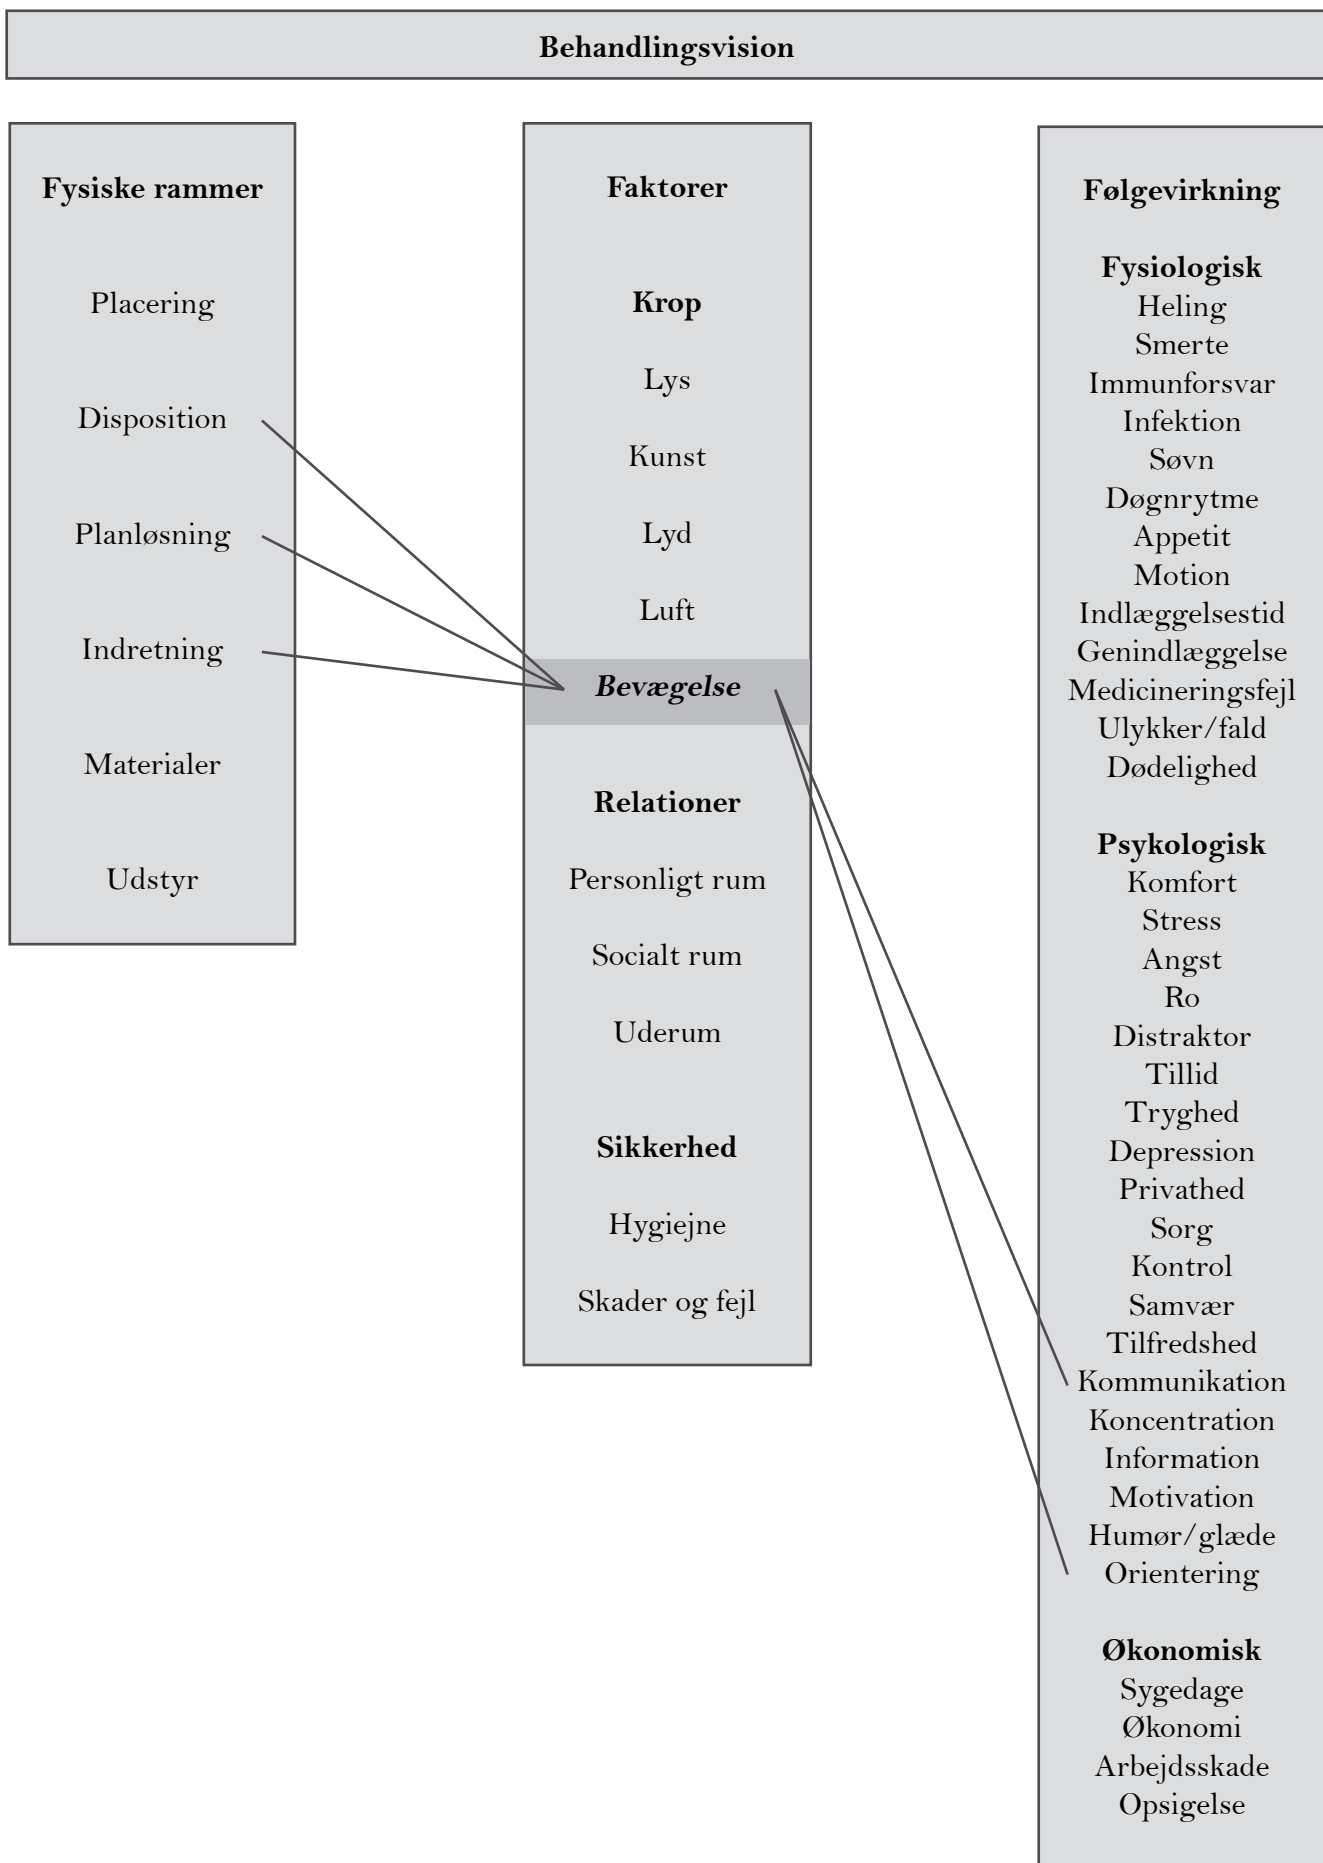 Behandlingsvision
Fysiske rammer
Placering
Disposition
Planløsning
Indretning
Materialer
Udstyr
Faktorer
Krop
Lys
Kunst
Lyd
Luft
Bevægelse
Relationer
Personligt rum
Socialt rum
Uderum
Sikkerhed
Hygiejne
Skader og fejl
Følgevirkning
Fysiologisk
Heling
Smerte
Immunforsvar
Infektion
Søvn
Døgnrytme
Appetit
Motion
Indlæggelsestid
Genindlæggelse
Medicineringsfejl
Ulykker/fald
Dødelighed
Psykologisk
Komfort
Stress
Angst
Ro
Distraktor
Tillid
Tryghed
Depression
Privathed
Sorg
Kontrol
Samvær
Tilfredshed
Kommunikation
Koncentration
Information
Motivation
Humør/glæde
Orientering
Økonomisk
Sygedage
Økonomi
Arbejdsskade
Opsigelse